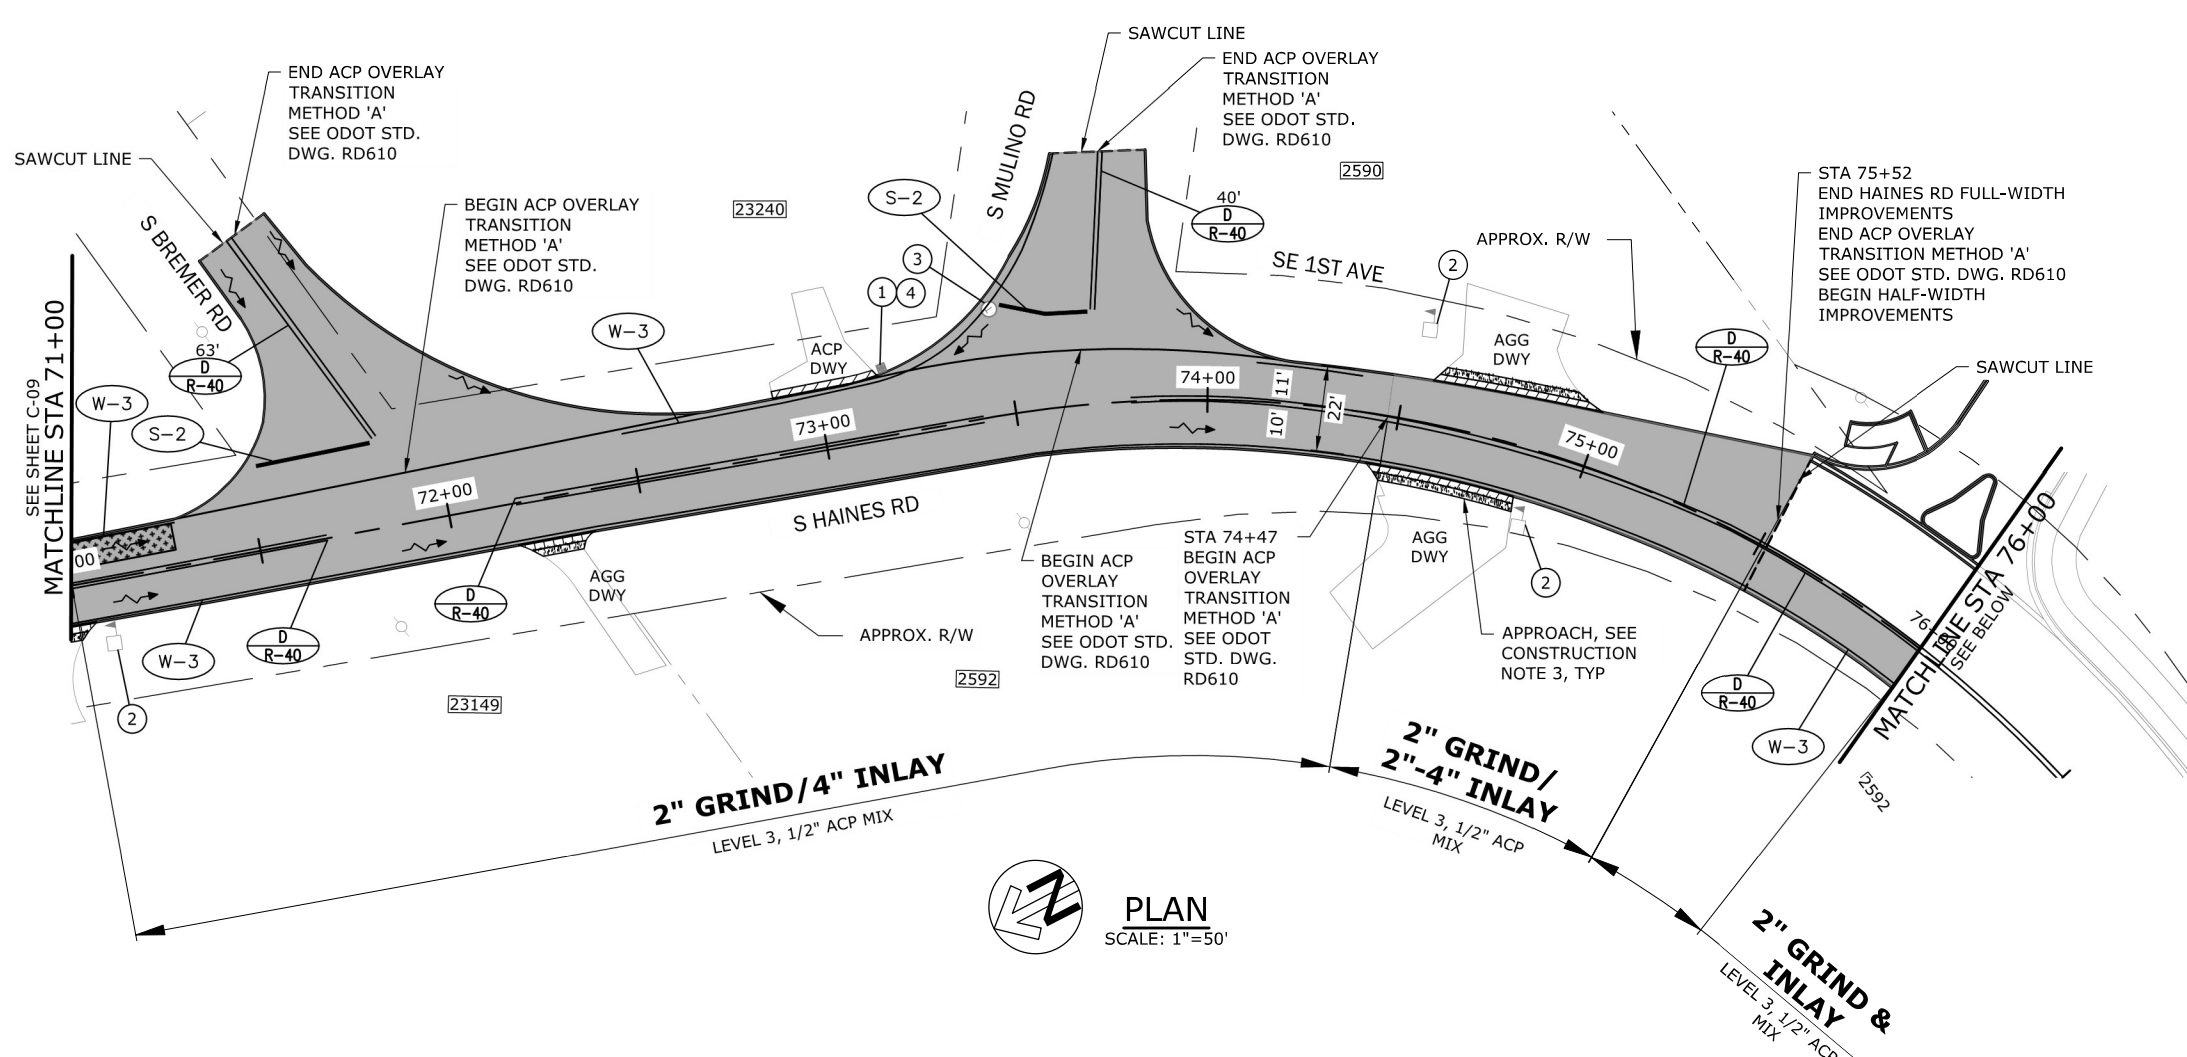 SAWCUT LINE
END ACP OVERLAY
TRANSITION
METHOD 'A'
SEE ODOT STD.
DWG. RD610
SAWCUT LINE
END ACP OVERLAY
TRANSITION
METHOD 'A'
SEE ODOT STD.
DWG. RD610
S BREMER RD
BEGIN ACP OVERLAY
TRANSITION
METHOD 'A'
SEE ODOT STD.
DWG. RD610
23240
S-2
S MULINO RD
2590
40'
D
R-40
SE 1ST AVE
APPROX. R/W
2
STA 75+52
END HAINES RD FULL-WIDTH
IMPROVEMENTS
END ACP OVERLAY
TRANSITION METHOD 'A'
SEE ODOT STD. DWG. RD610
BEGIN HALF-WIDTH
IMPROVEMENTS
SAWCUT LINE
3
1
4
W-3
ACP
DWY
AGG
DWY
D
R-40
63'
D
R-40
W-3
S-2
SEE SHEET C-09
MATCHLINE STA 71+00
00
72+00
73+00
74+00
75+00
11'
10'
22'
S HAINES RD
AGG
DWY
D
R-40
D
R-40
W-3
2
APPROX. R/W
23149
2592
BEGIN ACP
OVERLAY
TRANSITION
METHOD 'A'
SEE ODOT STD.
DWG. RD610
STA 74+47
BEGIN ACP
OVERLAY
TRANSITION
METHOD 'A'
SEE ODOT
STD. DWG.
RD610
AGG
DWY
2
APPROACH, SEE
CONSTRUCTION
NOTE 3, TYP
D
R-40
W-3
MATCHLINE STA 76+00
SEE BELOW
2592
2" GRIND/4" INLAY
LEVEL 3, 1/2" ACP MIX
2" GRIND/
2"-4" INLAY
LEVEL 3, 1/2" ACP
MIX
2" GRIND &
INLAY
LEVEL 3, 1/2" ACP
MIX
N
PLAN
SCALE: 1"=50'